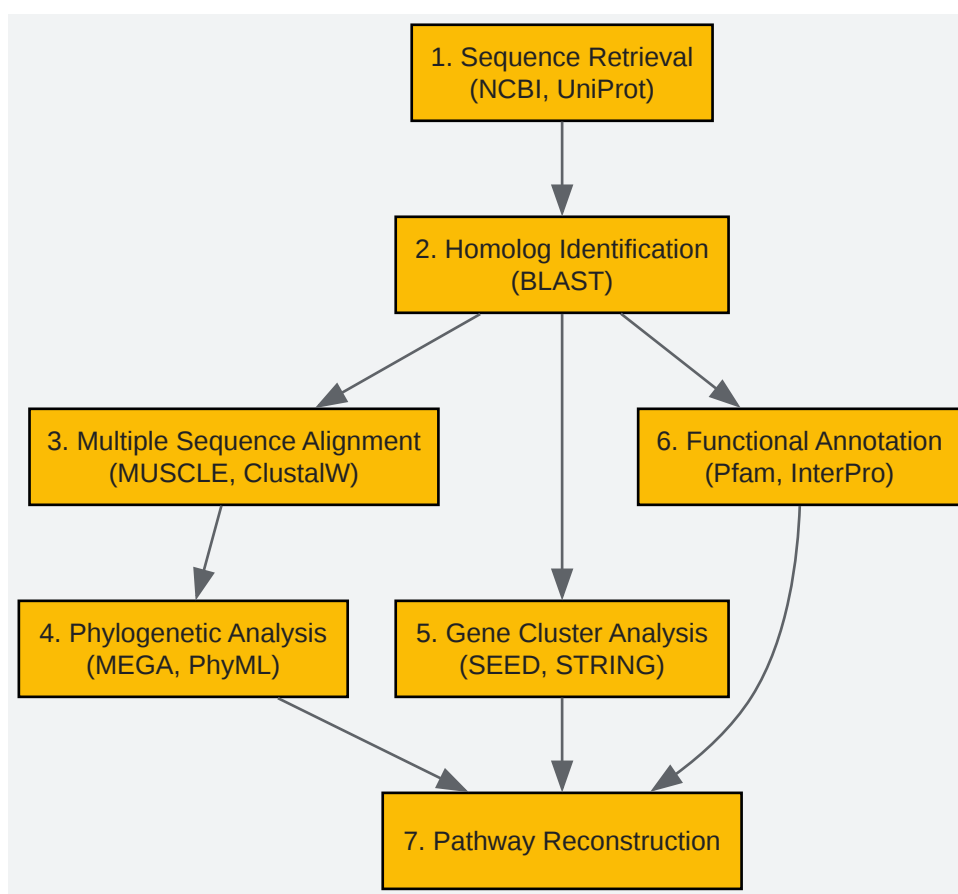 1. Sequence Retrieval
(NCBI, UniProt)
2. Homolog Identification
(BLAST)
3. Multiple Sequence Alignment
(MUSCLE, ClustalW)
6. Functional Annotation
(Pfam, InterPro)
4. Phylogenetic Analysis
(MEGA, PhyML)
5. Gene Cluster Analysis
(SEED, STRING)
7. Pathway Reconstruction